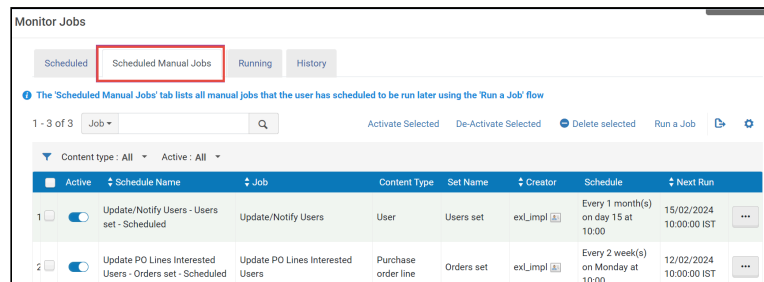 Monitor Jobs
Scheduled Scheduled Manual Jobs Running History
The 'Scheduled Manual Jobs' tab lists all manual jobs that the user has scheduled to be run later using the 'Run a Job' flow
1 - 3 of 3 Job Activate Selected De-Activate Selected Delete selected Run a Job
Content type : All Active : All
Active Schedule Name Job Content Type Set Name Creator Schedule Next Run
1 Update/Notify Users - Users set - Scheduled Update/Notify Users User Users set exl_impl Every 1 month(s) on day 15 at 10:00 15/02/2024 10:00:00 IST
2 Update PO Lines Interested Users - Orders set - Scheduled Update PO Lines Interested Users Purchase order line Orders set exl_impl Every 2 week(s) on Monday at 10:00 12/02/2024 10:00:00 IST